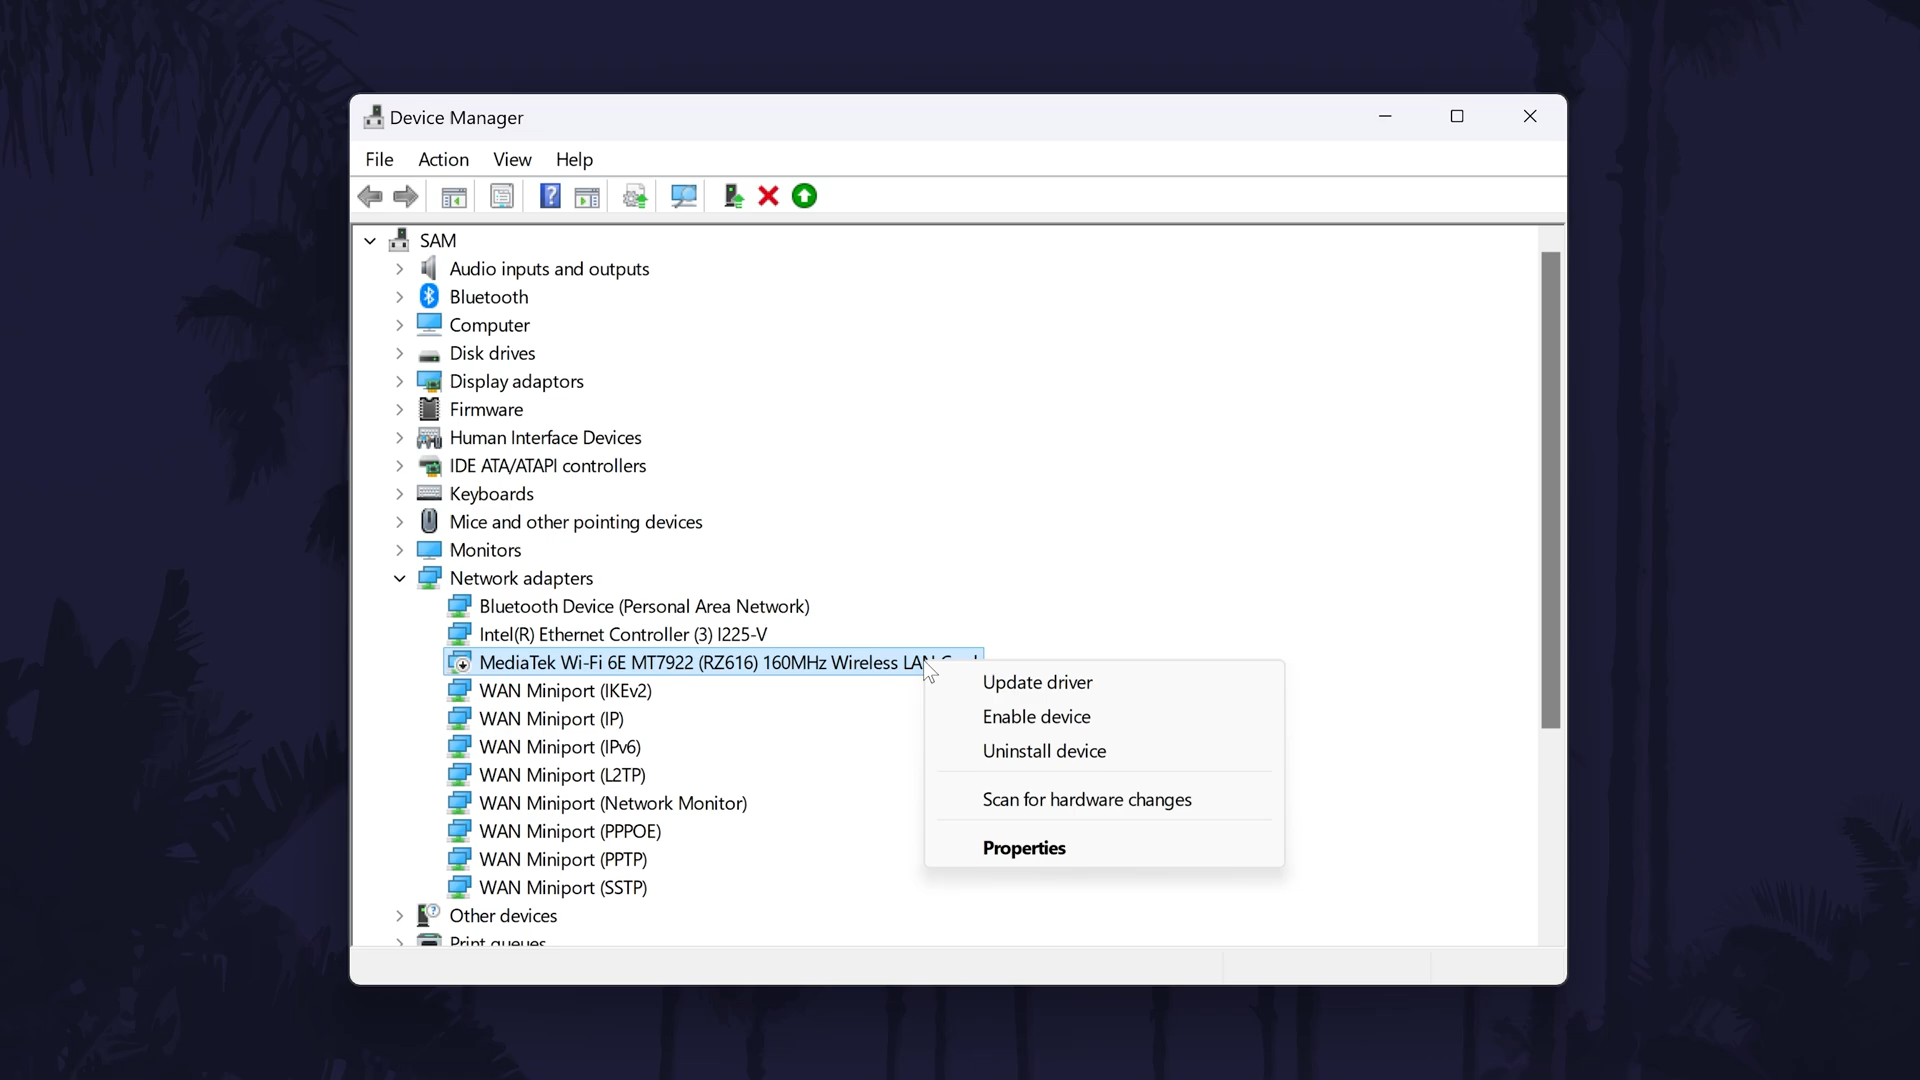 Device Manager
File Action View Help
SAM
Audio inputs and outputs
Bluetooth
Computer
Disk drives
Display adaptors
Firmware
Human Interface Devices
IDE ATA/ATAPI controllers
Keyboards
Mice and other pointing devices
Monitors
Network adapters
Bluetooth Device (Personal Area Network)
Intel(R) Ethernet Controller (3) I225-V
MediaTek Wi-Fi 6E MT7922 (RZ616) 160MHz Wireless LAN Card
WAN Miniport (IKEv2)
WAN Miniport (IP)
WAN Miniport (IPv6)
WAN Miniport (L2TP)
WAN Miniport (Network Monitor)
WAN Miniport (PPPOE)
WAN Miniport (PPTP)
WAN Miniport (SSTP)
Other devices
Print queues
Update driver
Enable device
Uninstall device
Scan for hardware changes
Properties